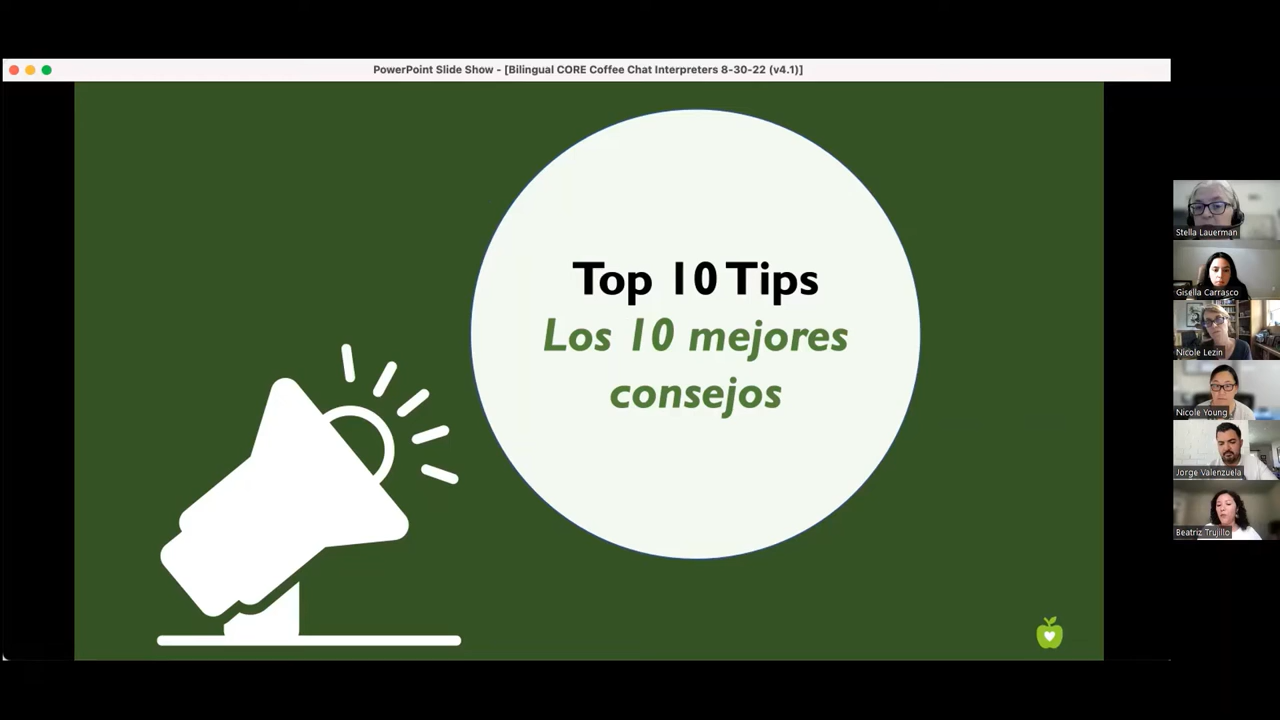 PowerPoint Slide Show - [Bilingual CORE Coffee Chat Interpreters 8-30-22 (v4.1)]
Top 10 Tips
Los 10 mejores
consejos
Stella Lauerman
Gisella Carrasco
Nicole Lezin
Nicole Young
Jorge Valenzuela
Beatriz Trujillo